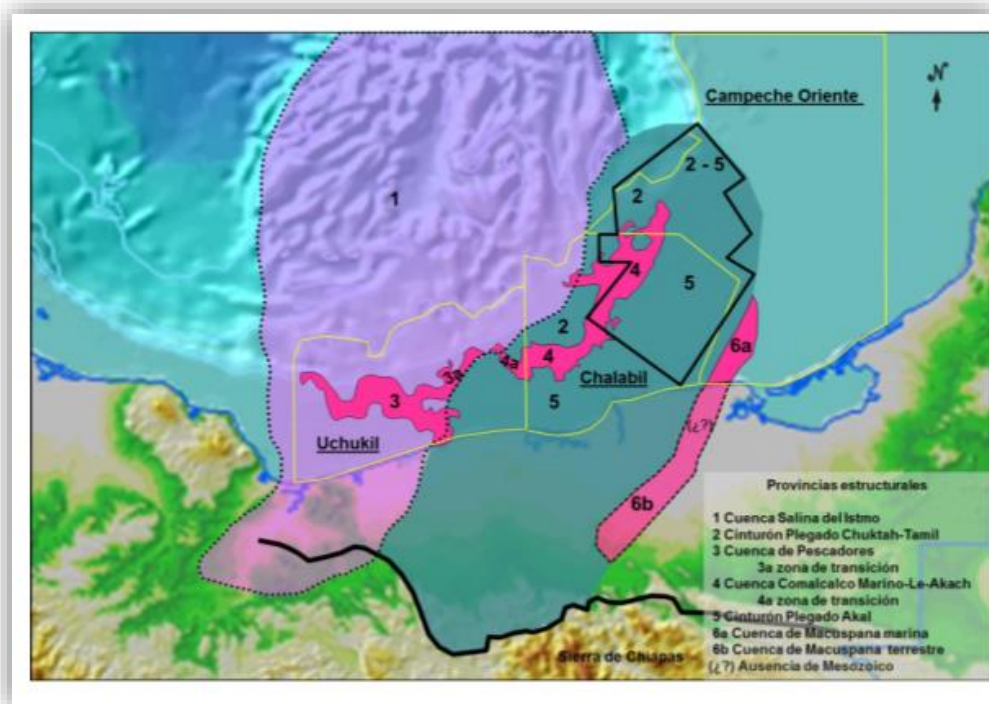 N
Campeche Oriente
2 - 5
2
1
4
5
2
4a
4
3a
6a
Chalabil
3
5
Uchukil
(¿?)
6b
Provincias estructurales
1 Cuenca Salina del Istmo
2 Cinturón Plegado Chuktah-Tamil
3 Cuenca de Pescadores
3a zona de transición
4 Cuenca Comalcalco Marino-Le-Akach
4a zona de transición
5 Cinturón Plegado Akal
6a Cuenca de Macuspana marina
6b Cuenca de Macuspana terrestre
(¿?) Ausencia de Mesozoico
Sierra de Chiapas